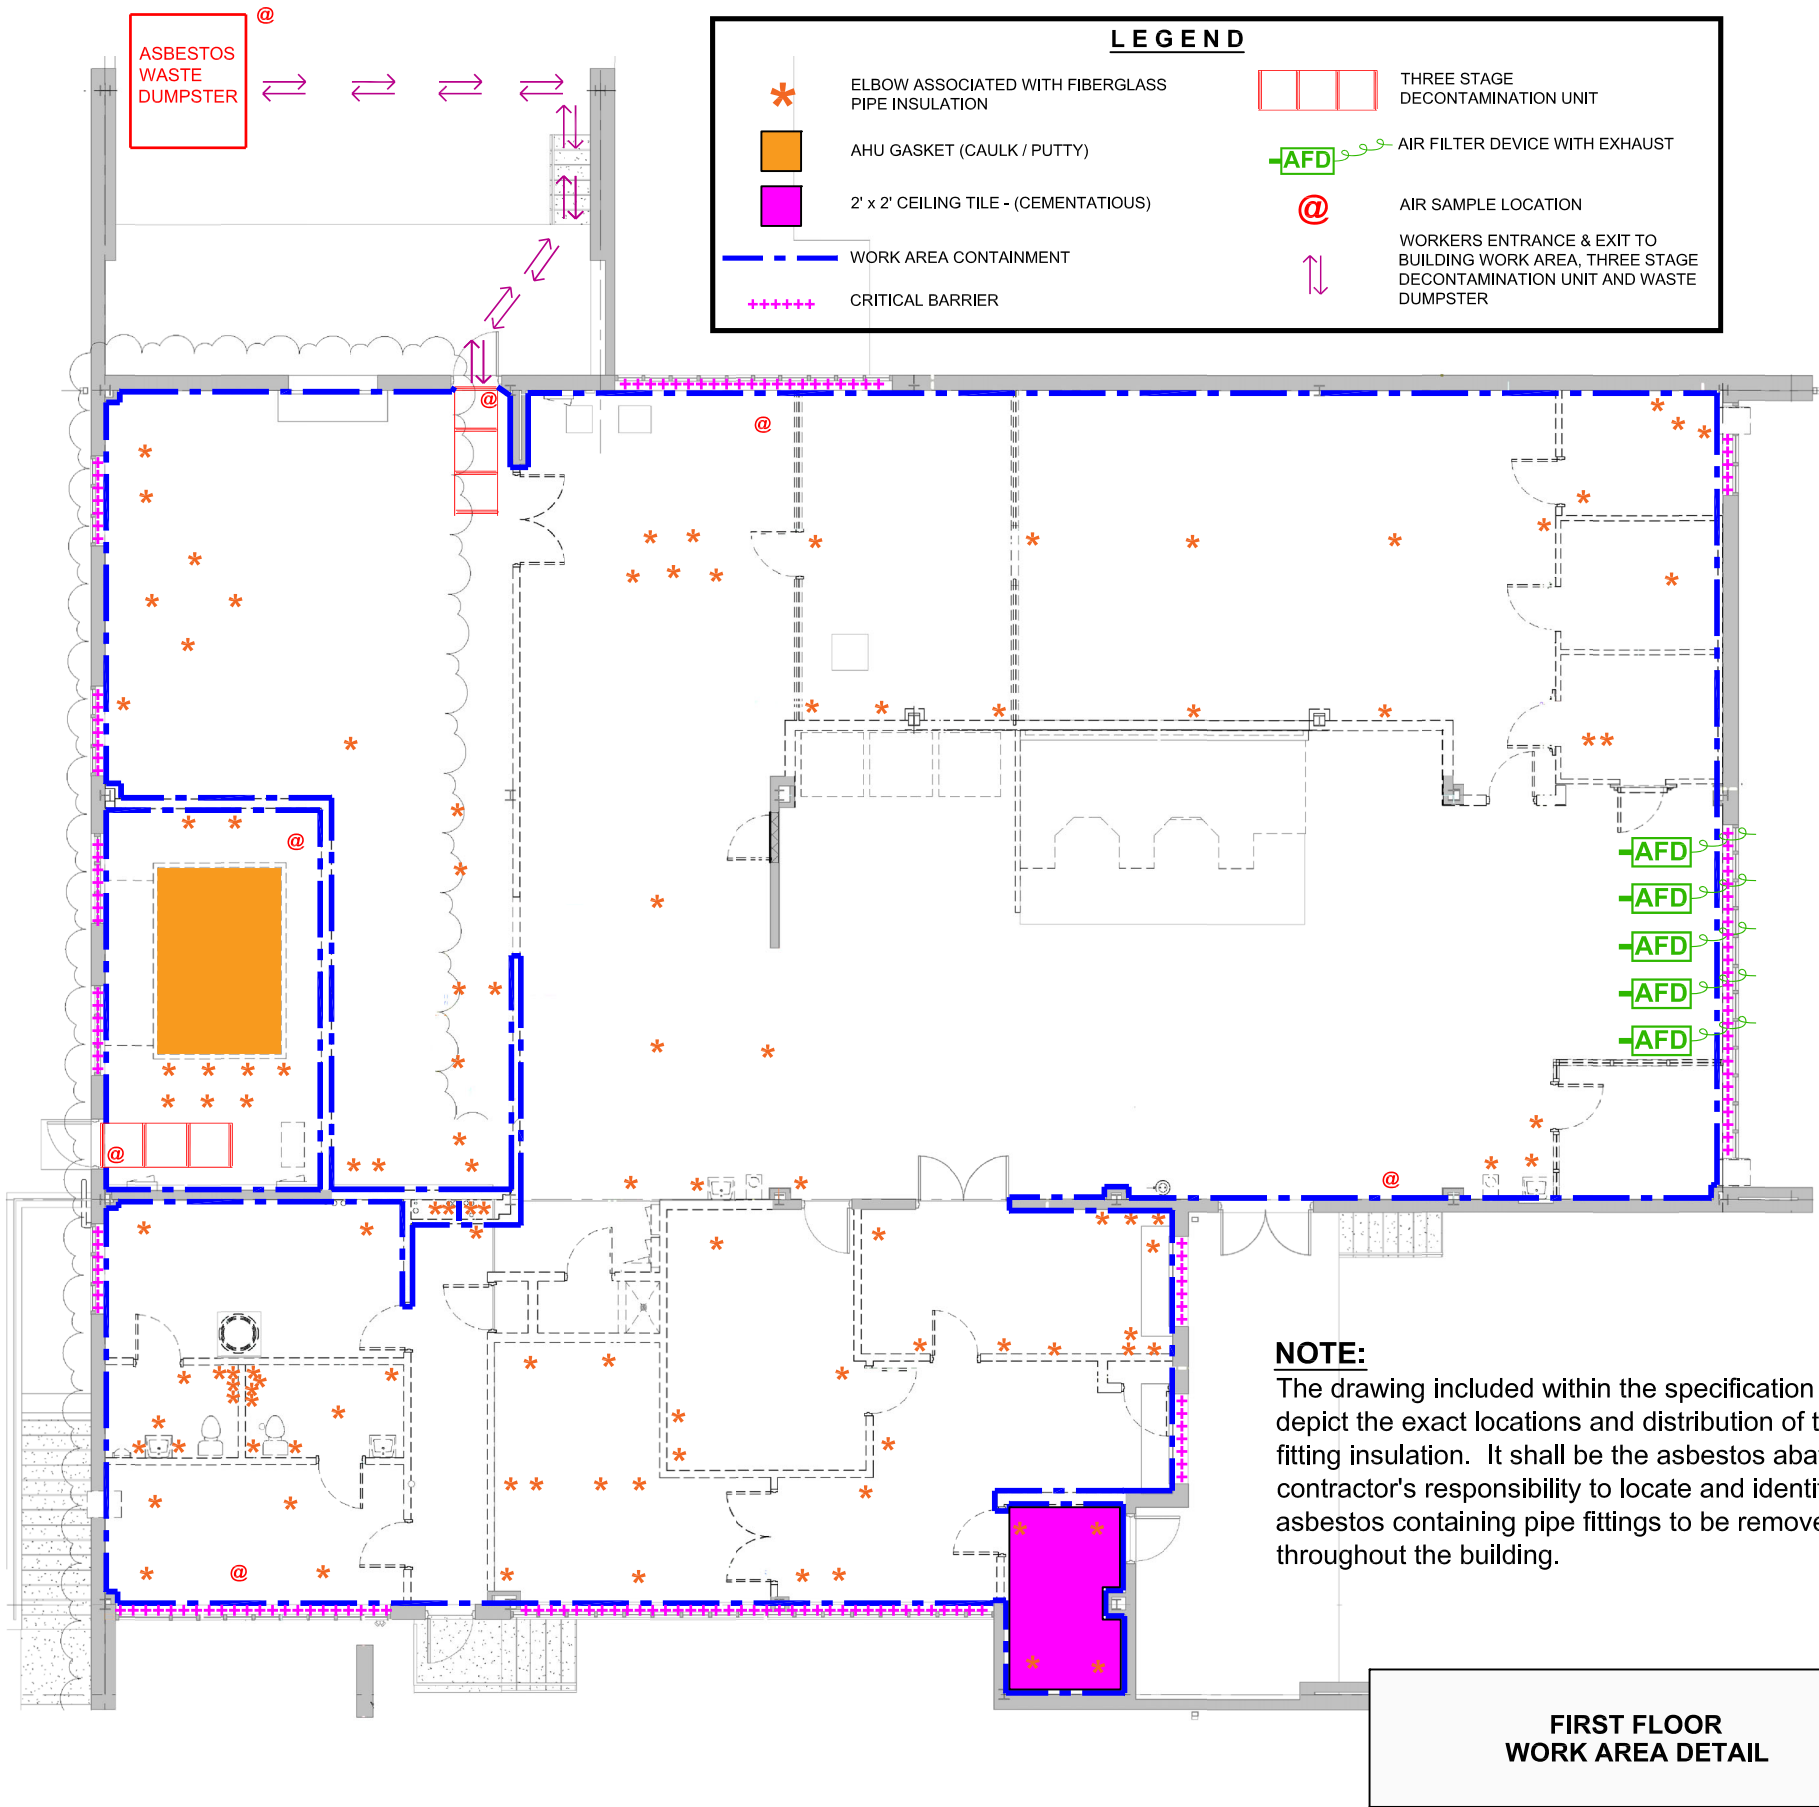 @
ASBESTOS
WASTE
DUMPSTER
LEGEND
ELBOW ASSOCIATED WITH FIBERGLASS
PIPE INSULATION
AHU GASKET (CAULK / PUTTY)
2' x 2' CEILING TILE - (CEMENTATIOUS)
WORK AREA CONTAINMENT
CRITICAL BARRIER
THREE STAGE
DECONTAMINATION UNIT
AFD
AIR FILTER DEVICE WITH EXHAUST
@
AIR SAMPLE LOCATION
WORKERS ENTRANCE & EXIT TO
BUILDING WORK AREA, THREE STAGE
DECONTAMINATION UNIT AND WASTE
DUMPSTER
@
@
@
AFD
AFD
AFD
AFD
AFD
@
@
@
NOTE:
The drawing included within the specification
depict the exact locations and distribution of t
fitting insulation. It shall be the asbestos aba
contractor's responsibility to locate and identi
asbestos containing pipe fittings to be remove
throughout the building.
FIRST FLOOR
WORK AREA DETAIL